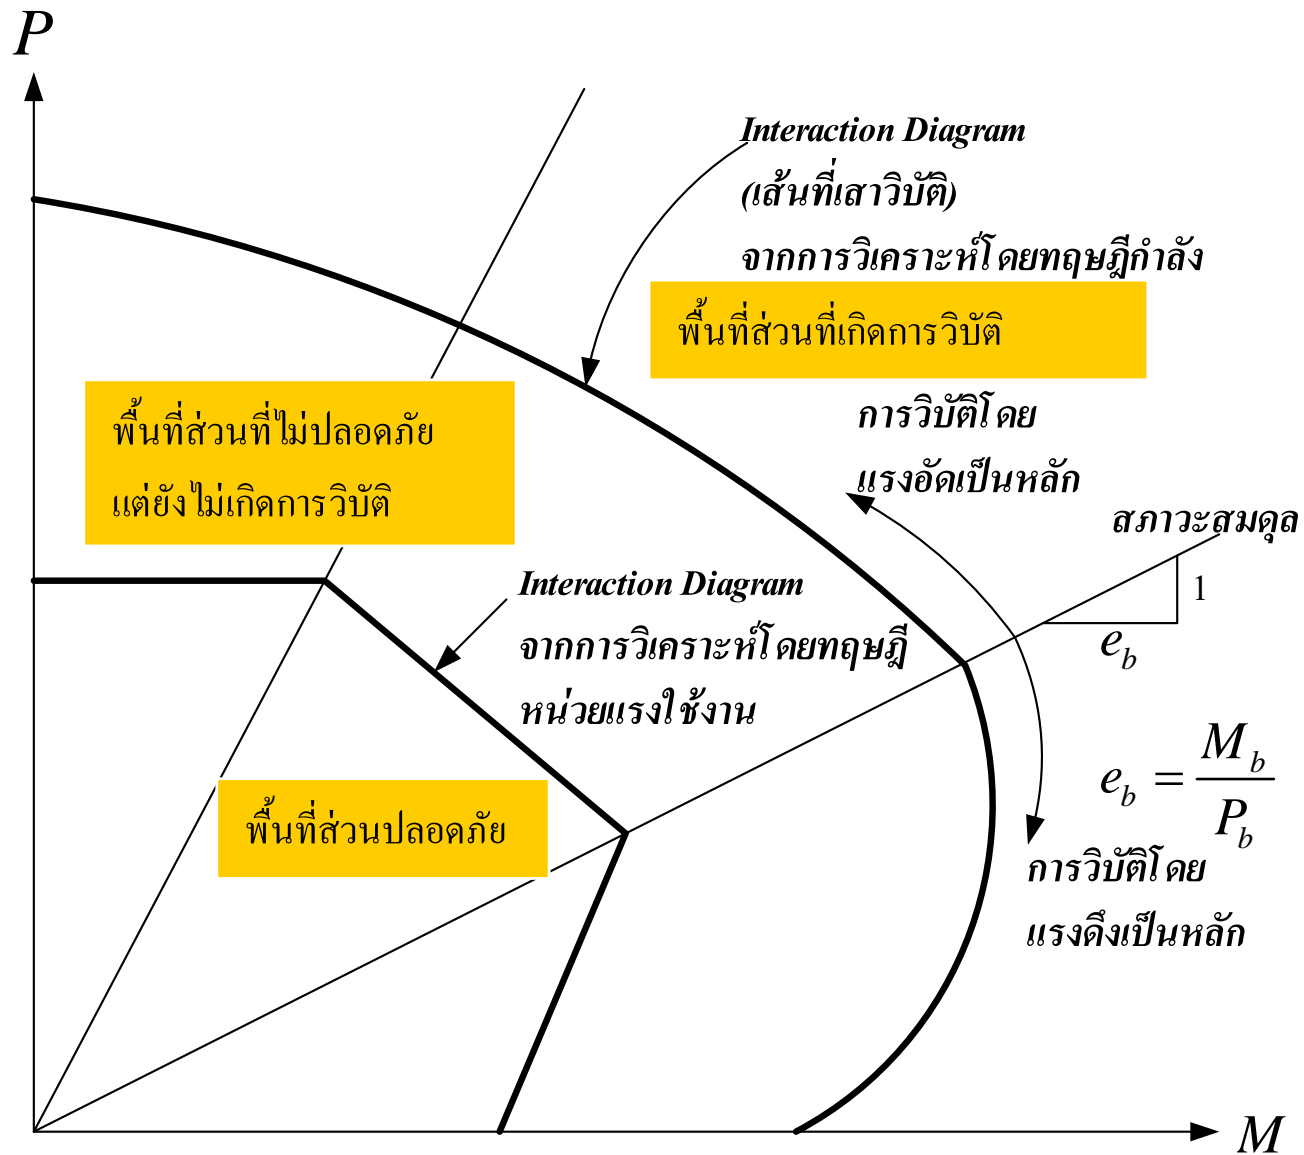 P
Interaction Diagram
(เส้นที่เสาวิบัติ)
จากการวิเคราะห์โดยทฤษฎีกำลัง
พื้นที่ส่วนที่เกิดการวิบัติ
พื้นที่ส่วนที่ไม่ปลอดภัย
แต่ยังไม่เกิดการวิบัติ
การวิบัติโดย
แรงอัดเป็นหลัก
สภาวะสมดุล
1
e_b
Interaction Diagram
จากการวิเคราะห์โดยทฤษฎี
หน่วยแรงใช้งาน
e_b = M_b / P_b
พื้นที่ส่วนปลอดภัย
การวิบัติโดย
แรงดึงเป็นหลัก
M